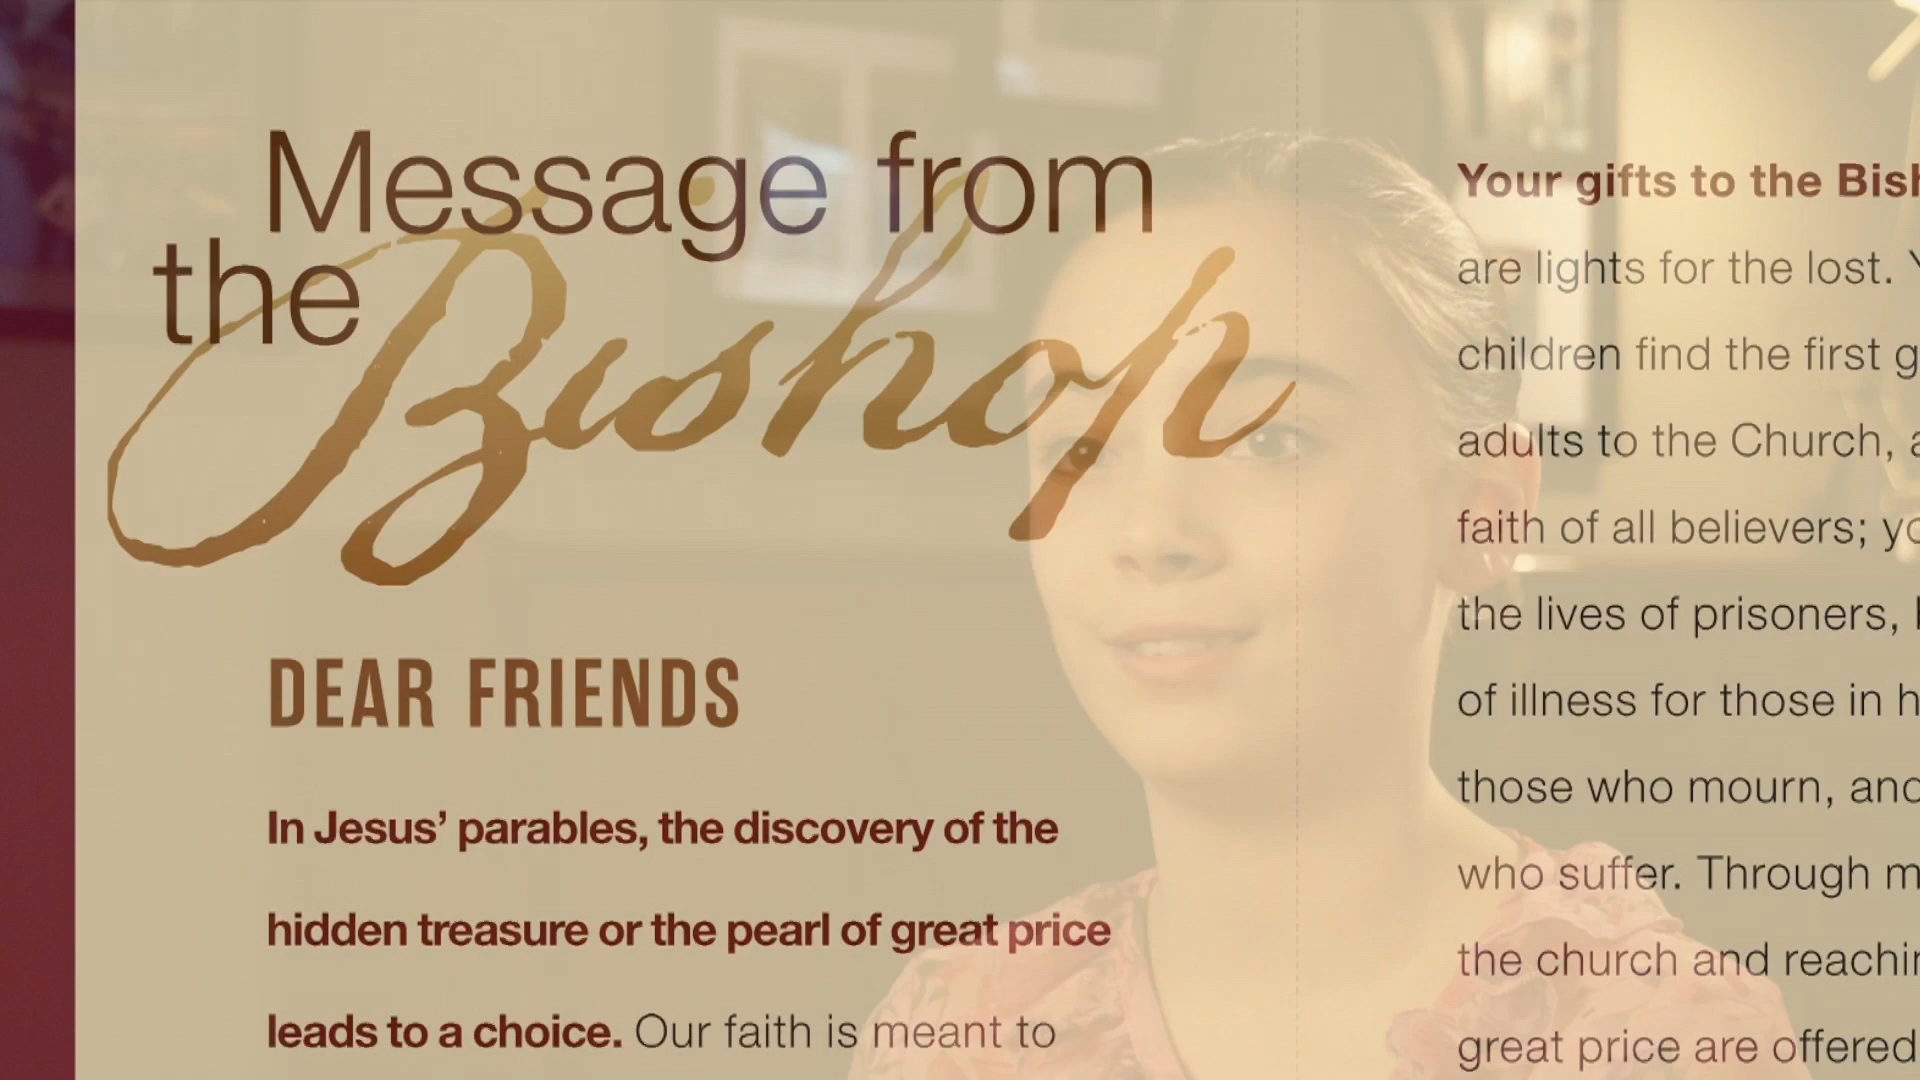 Message from
the Bishop
DEAR FRIENDS
In Jesus’ parables, the discovery of the
hidden treasure or the pearl of great price
leads to a choice. Our faith is meant to
Your gifts to the
are lights for the lost.
children find the first
adults to the Church,
faith of all believers;
the lives of prisoners,
of illness for those in
those who mourn,
who suffer. Through
the church and
great price are offered